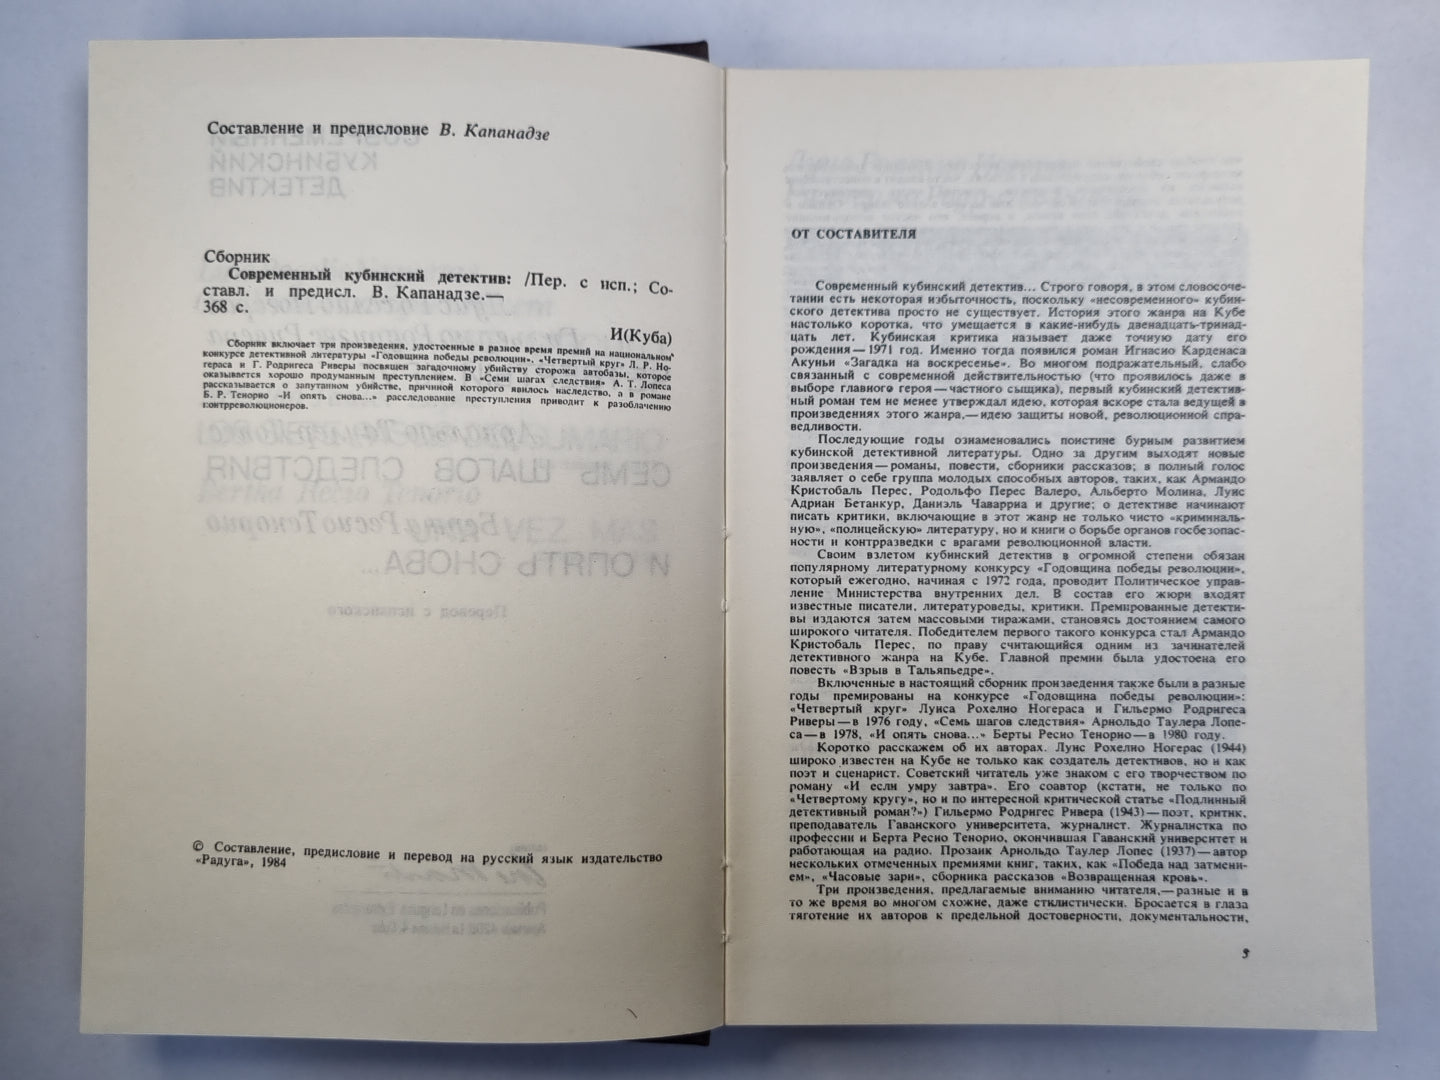 Составление и предисловие В. Капанадзе
Сборник
Современный кубинский детектив: /Пер. с исп.; Со-
ставл. и предисл. В. Капанадзе.—
368 с.
И(Куба)
Сборник включает три произведения, удостоенные в разное время премий на национальном
конкурсе детективной литературы «Годовщина победы революции». «Четвертый круг» Л. Р. Но-
гераса и Г. Родригеса Риверы посвящен загадочному убийству сторожа автобазы, которое
оказывается хорошо продуманным преступлением. В «Семи шагах следствия» А. Т. Лопеса
рассказывается о запутанном убийстве, причиной которого явилось наследство, а в романе
Б. Р. Тенорио «И опять снова...» расследование преступления приводит к разоблачению
контрреволюционеров.
© Составление, предисловие и перевод на русский язык издательство
«Радуга», 1984
ОТ СОСТАВИТЕЛЯ
Современный кубинский детектив... Строго говоря, в этом словосоче-
тании есть некоторая избыточность, поскольку «несовременного» кубин-
ского детектива просто не существует. История этого жанра на Кубе
настолько коротка, что умещается в какие-нибудь двенадцать-тринад-
цать лет. Кубинская критика называет даже точную дату его
рождения—1971 год. Именно тогда появился роман Игнасио Карденаса
Акуньи «Загадка на воскресенье». Во многом подражательный, слабо
связанный с современной действительностью (что проявилось даже в
выборе главного героя—частного сыщика), первый кубинский детектив-
ный роман тем не менее утверждал идею, которая вскоре стала ведущей в
произведениях этого жанра,—идею защиты новой, революционной спра-
ведливости.
Последующие годы ознаменовались поистине бурным развитием
кубинской детективной литературы. Одно за другим выходят новые
произведения—романы, повести, сборники рассказов; в полный голос
заявляет о себе группа молодых способных авторов, таких, как Армандо
Кристобаль Перес, Родольфо Перес Валеро, Альберто Молина, Луис
Адриан Бетанкур, Даниэль Чаварриа и другие; о детективе начинают
писать критики, включающие в этот жанр не только чисто «криминаль-
ную», «полицейскую» литературу, но и книги о борьбе органов госбезопас-
ности и контрразведки с врагами революционной власти.
Своим взлетом кубинский детектив в огромной степени обязан
популярному литературному конкурсу «Годовщина победы революции»,
который ежегодно, начиная с 1972 года, проводит Политическое управ-
ление Министерства внутренних дел. В состав его жюри входят
известные писатели, литературоведы, критики. Премированные детекти-
вы издаются затем массовыми тиражами, становясь достоянием самого
широкого читателя. Победителем первого такого конкурса стал Армандо
Кристобаль Перес, по праву считающийся одним из зачинателей
детективного жанра на Кубе. Главной премии была удостоена его
повесть «Взрыв в Тальяпьедре».
Включенные в настоящий сборник произведения также были в разные
годы премированы на конкурсе «Годовщина победы революции»:
«Четвертый круг» Луиса Рохелио Ногераса и Гильермо Родригеса
Риверы—в 1976 году, «Семь шагов следствия» Арнольдо Таулера Лопе-
са—в 1978, «И опять снова...» Берты Ресио Тенорио—в 1980 году.
Коротко расскажем об их авторах. Луис Рохелио Ногерас (1944)
широко известен на Кубе не только как создатель детективов, но и как
поэт и сценарист. Советский читатель уже знаком с его творчеством по
роману «И если умру завтра». Его соавтор (кстати, не только по
«Четвертому кругу», но и по интересной критической статье «Подлинный
детективный роман?») Гильермо Родригес Ривера (1943)—поэт, критик,
преподаватель Гаванского университета, журналист. Журналистка по
профессии и Берта Ресио Тенорио, окончившая Гаванский университет и
работающая на радио. Прозаик Арнольдо Таулер Лопес (1937)—автор
нескольких отмеченных премиями книг, таких, как «Победа над затмени-
ем», «Часовые зари», сборника рассказов «Возвращенная кровь».
Три произведения, предлагаемые вниманию читателя,—разные и в
то же время во многом схожие, даже стилистически. Бросается в глаза
тяготение их авторов к предельной достоверности, документальности,
5